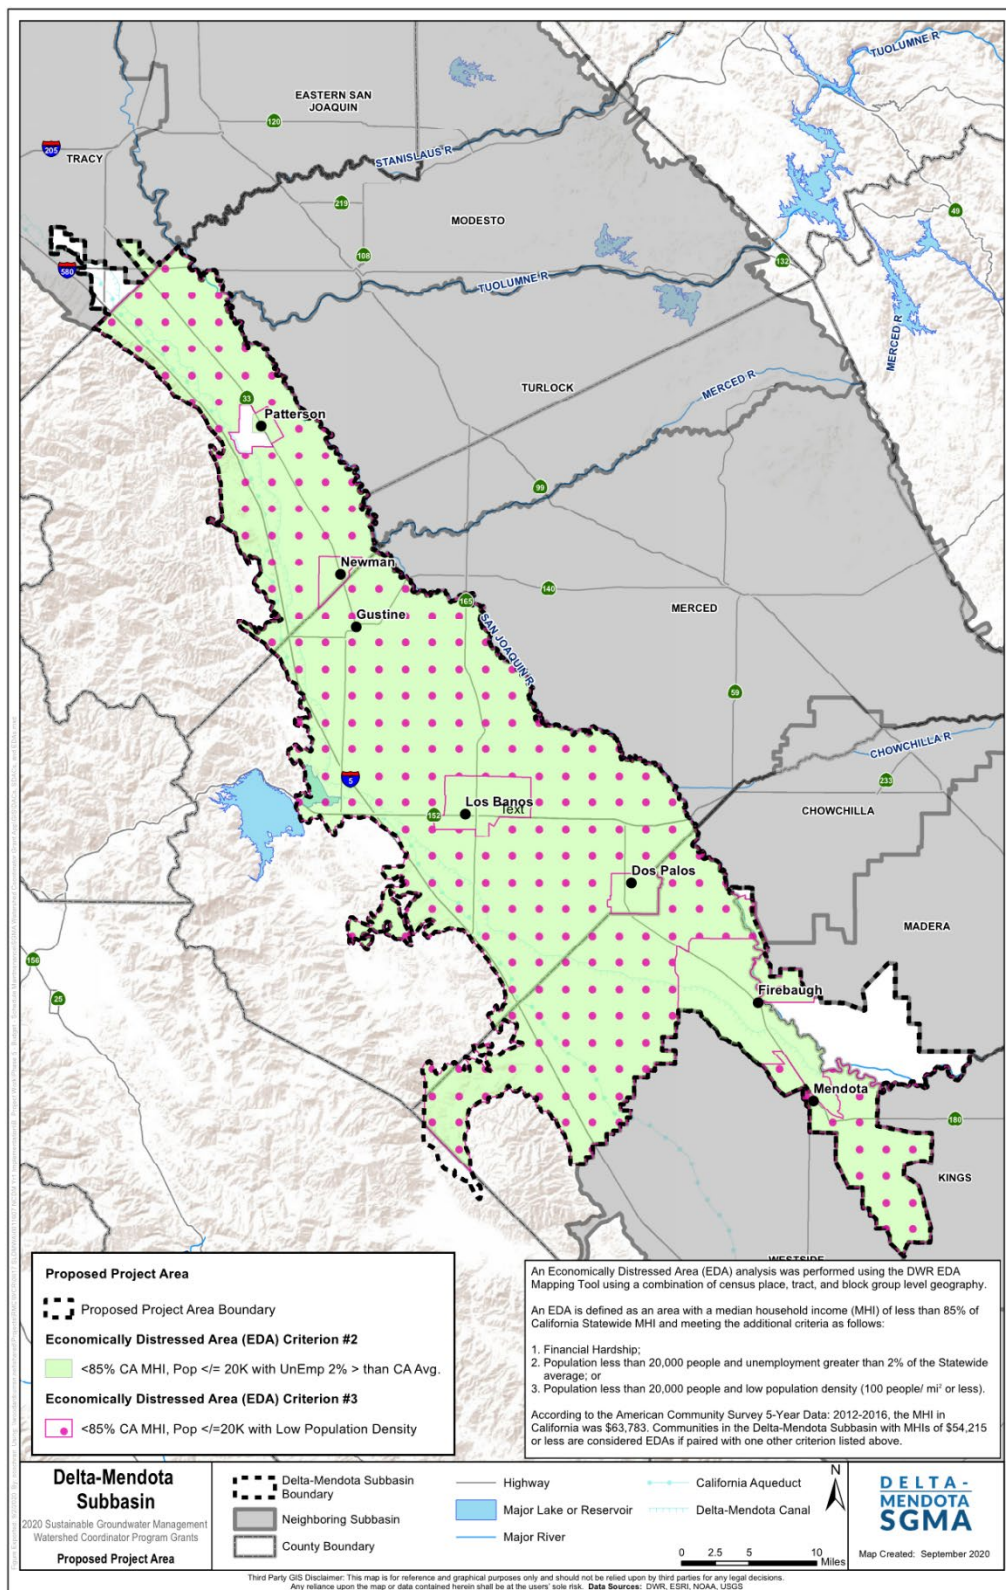 TUOLUMNE R
EASTERN SAN
JOAQUIN
120
205
TRACY
STANISLAUS R
219
MODESTO
49
108
132
580
TUOLUMNE R
MERCED R
TURLOCK
MERCED R
33
Patterson
99
Newman
140
165
MERCED
Gustine
SAN JOAQUIN R
59
CHOWCHILLA R
5
233
Los Banos
Text
152
CHOWCHILLA
Dos Palos
MADERA
156
25
Firebaugh
Mendota
180
KINGS
WESTSIDE
Proposed Project Area
Proposed Project Area Boundary
Economically Distressed Area (EDA) Criterion #2
<85% CA MHI, Pop </= 20K with UnEmp 2% > than CA Avg.
Economically Distressed Area (EDA) Criterion #3
<85% CA MHI, Pop </=20K with Low Population Density
An Economically Distressed Area (EDA) analysis was performed using the DWR EDA
Mapping Tool using a combination of census place, tract, and block group level geography.
An EDA is defined as an area with a median household income (MHI) of less than 85% of
California Statewide MHI and meeting the additional criteria as follows:
1. Financial Hardship;
2. Population less than 20,000 people and unemployment greater than 2% of the Statewide
average; or
3. Population less than 20,000 people and low population density (100 people/ mi² or less).
According to the American Community Survey 5-Year Data: 2012-2016, the MHI in
California was $63,783. Communities in the Delta-Mendota Subbasin with MHIs of $54,215
or less are considered EDAs if paired with one other criterion listed above.
Delta-Mendota
Subbasin
2020 Sustainable Groundwater Management
Watershed Coordinator Program Grants
Proposed Project Area
Delta-Mendota Subbasin
Boundary
Neighboring Subbasin
County Boundary
Highway
Major Lake or Reservoir
Major River
California Aqueduct
Delta-Mendota Canal
N
0 2.5 5 10
Miles
DELTA-
MENDOTA
SGMA
Map Created: September 2020
Third Party GIS Disclaimer: This map is for reference and graphical purposes only and should not be relied upon by third parties for any legal decisions.
Any reliance upon the map or data contained herein shall be at the users' sole risk. Data Sources: DWR, ESRI, NOAA, USGS